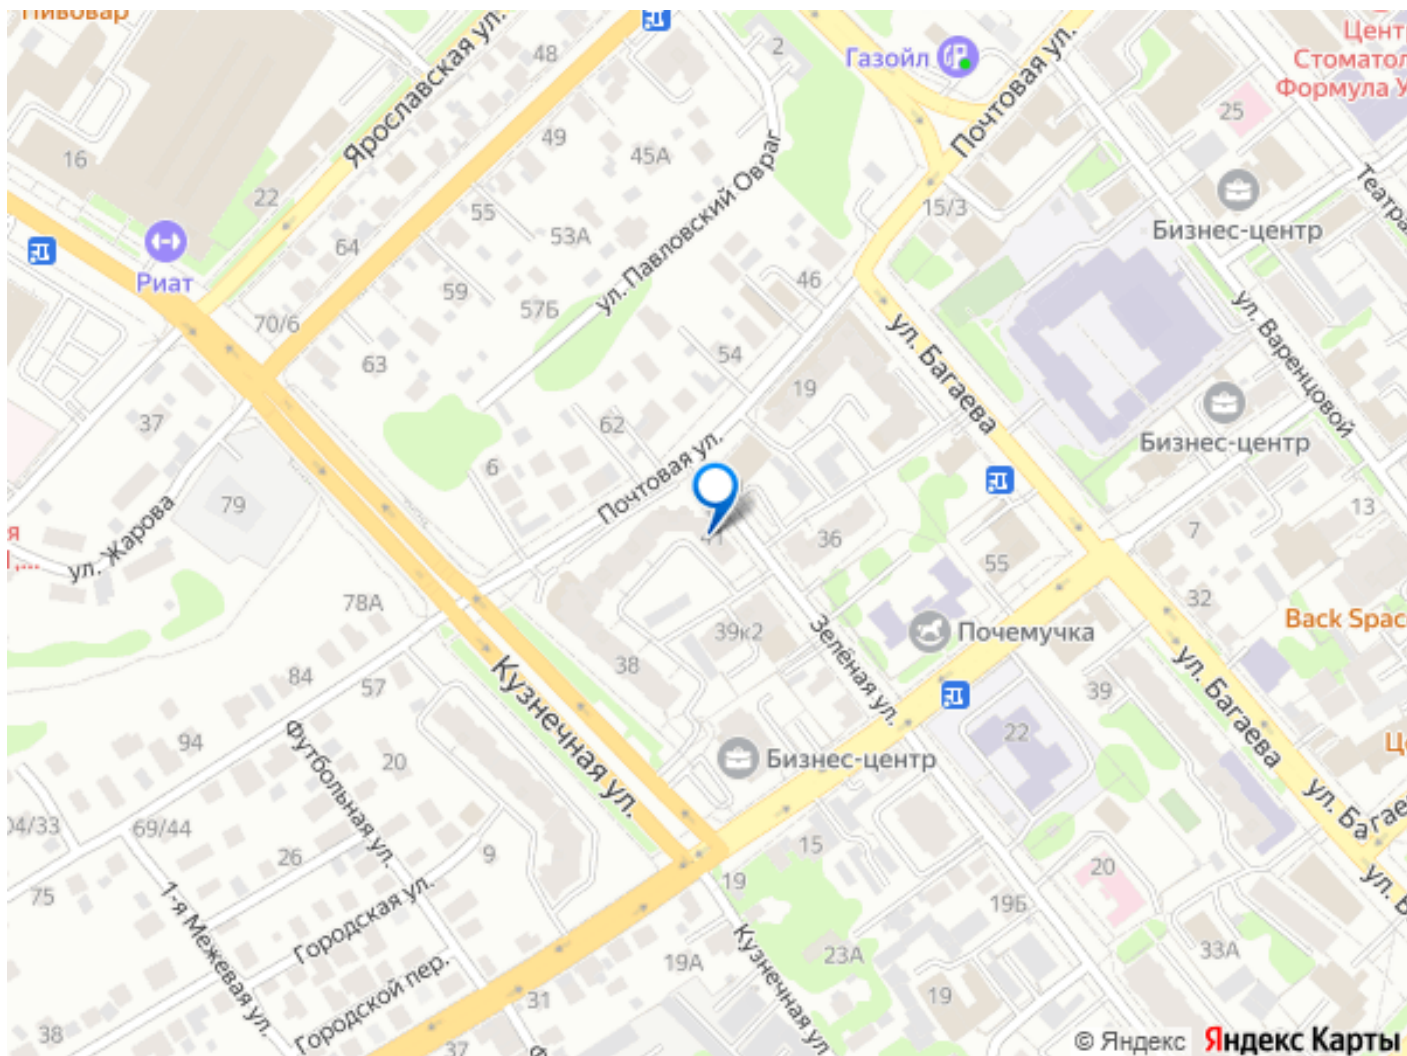 Пивовар
2
48
Ярославская ул.
Газойл
Почтовая ул.
Цент
Стоматол
Формула У
25
49
45А
16
22
ул. Павловский Овраг
15/3
Бизнес-центр
Театра
55
53А
64
Риат
59
57Б
46
70/6
63
54
19
ул. Багаева
ул. Варенцовой
Бизнес-центр
37
62
6
Почтовая ул.
79
ул. Жарова
я
41
36
55
7
13
78А
39к2
32
Back Spac
Зелёная ул.
Почемучка
38
84
57
39
22
ул. Багаева
94
20
Футбольная ул.
Кузнечная ул.
Бизнес-центр
04/33
69/44
26
9
15
ул. Ба
гае
20
75
19
19Б
1-я Межевая ул.
Городская ул.
Кузнечная ул
23А
19А
33А
Городской пер.
31
19
38
37
© Яндекс
Яндекс Карты